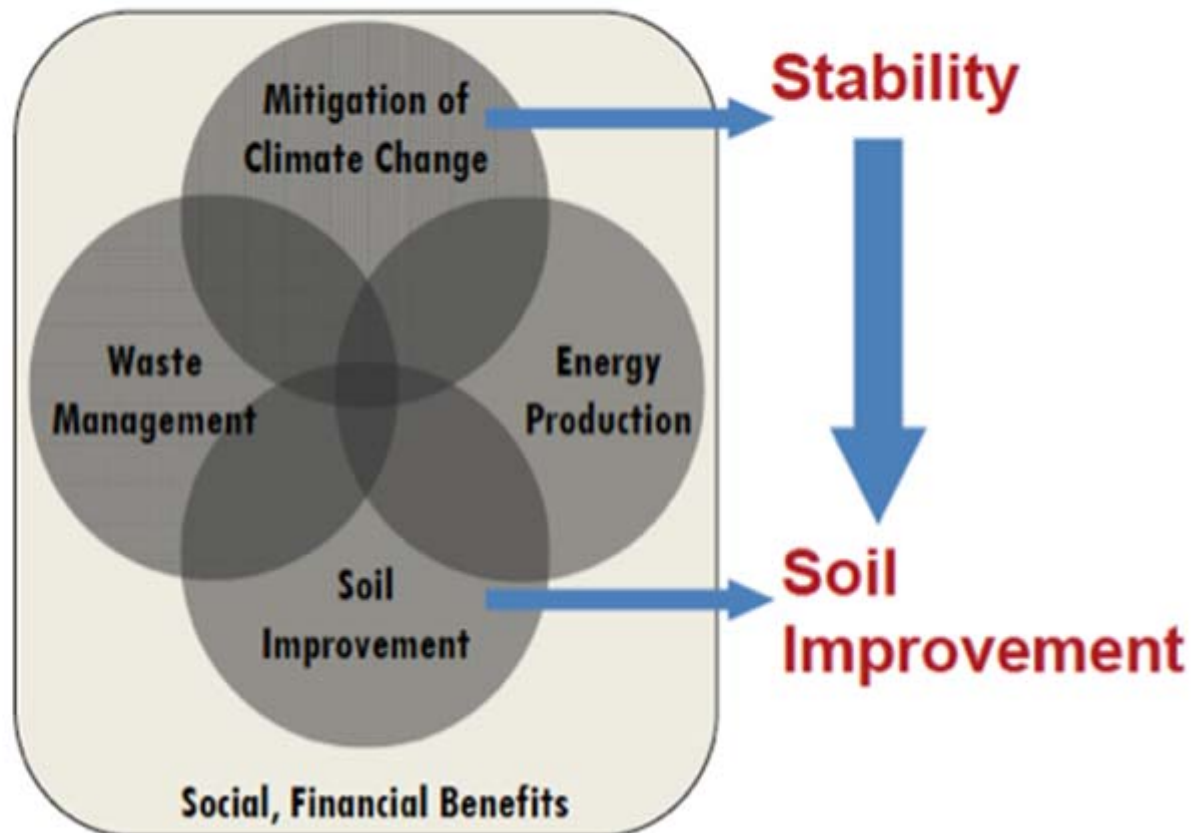 Mitigation of
Climate Change
Stability
Waste
Management
Energy
Production
Soil
Improvement
Soil
Improvement
Social, Financial Benefits